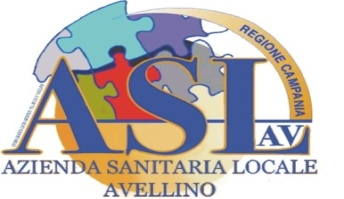 REGIONE CAMPANIA
ASL AV
AZIENDA SANITARIA LOCALE
AVELLINO